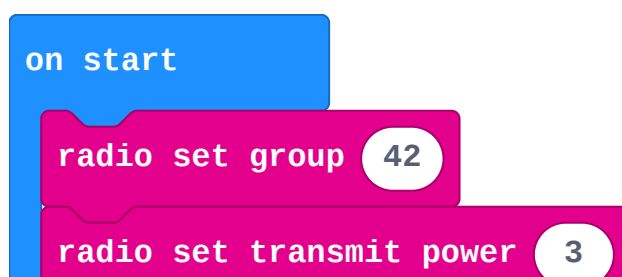 on start
radio set group 42
radio set transmit power 3